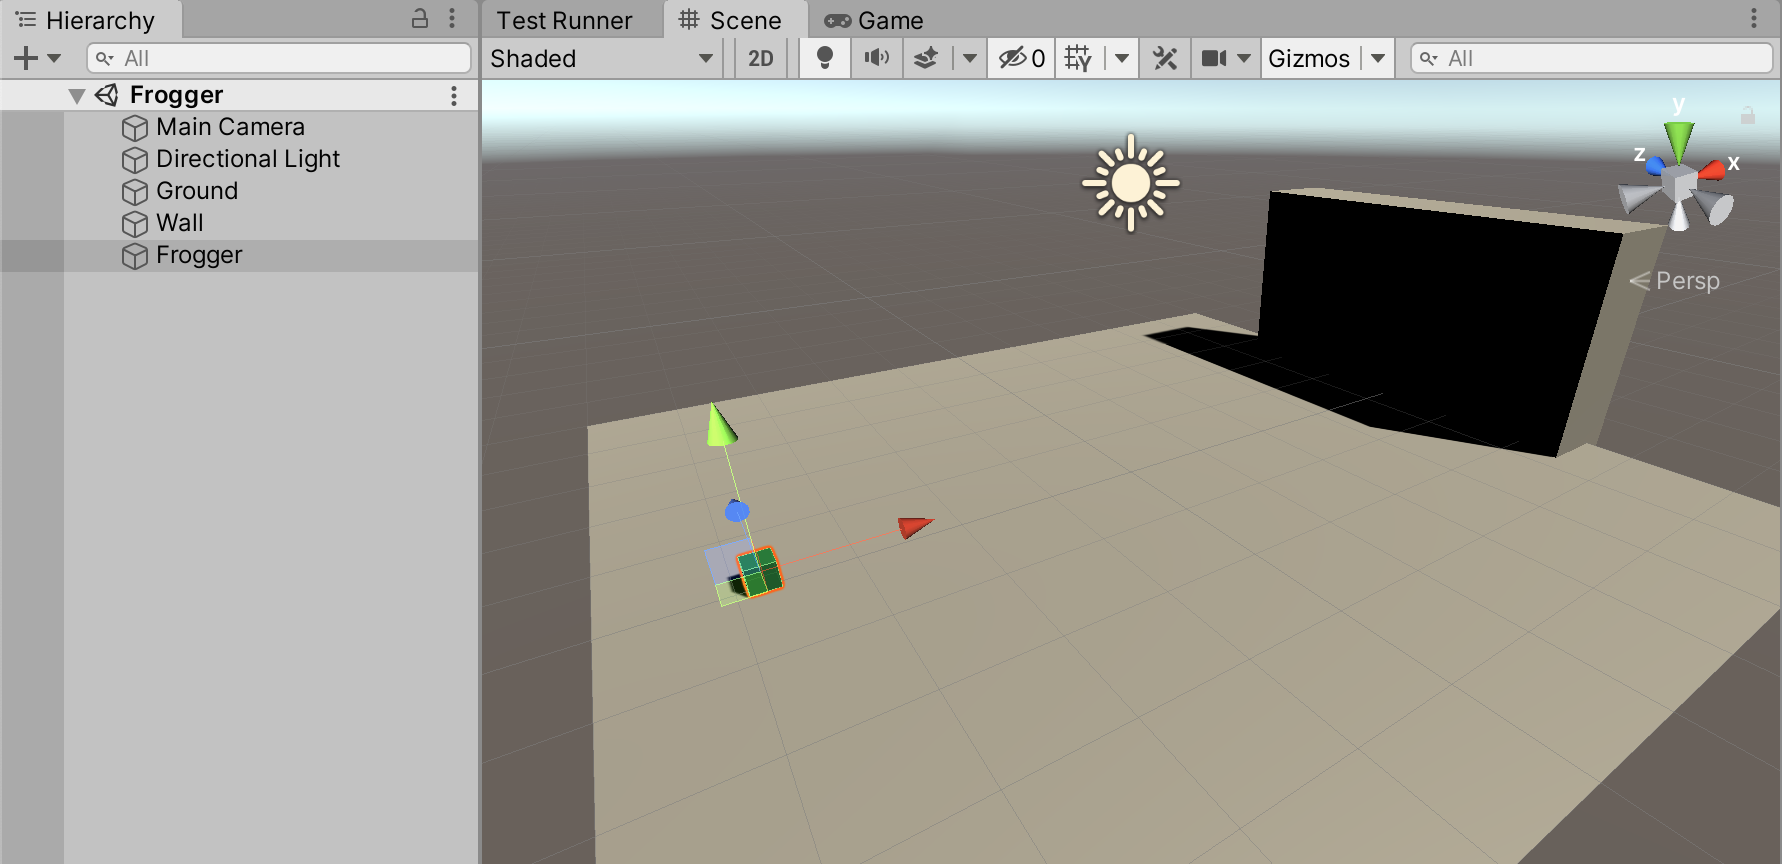 Hierarchy
All
Frogger
Main Camera
Directional Light
Ground
Wall
Frogger
Test Runner Scene Game
Shaded 2D 0 Gizmos All
y
z x
Persp